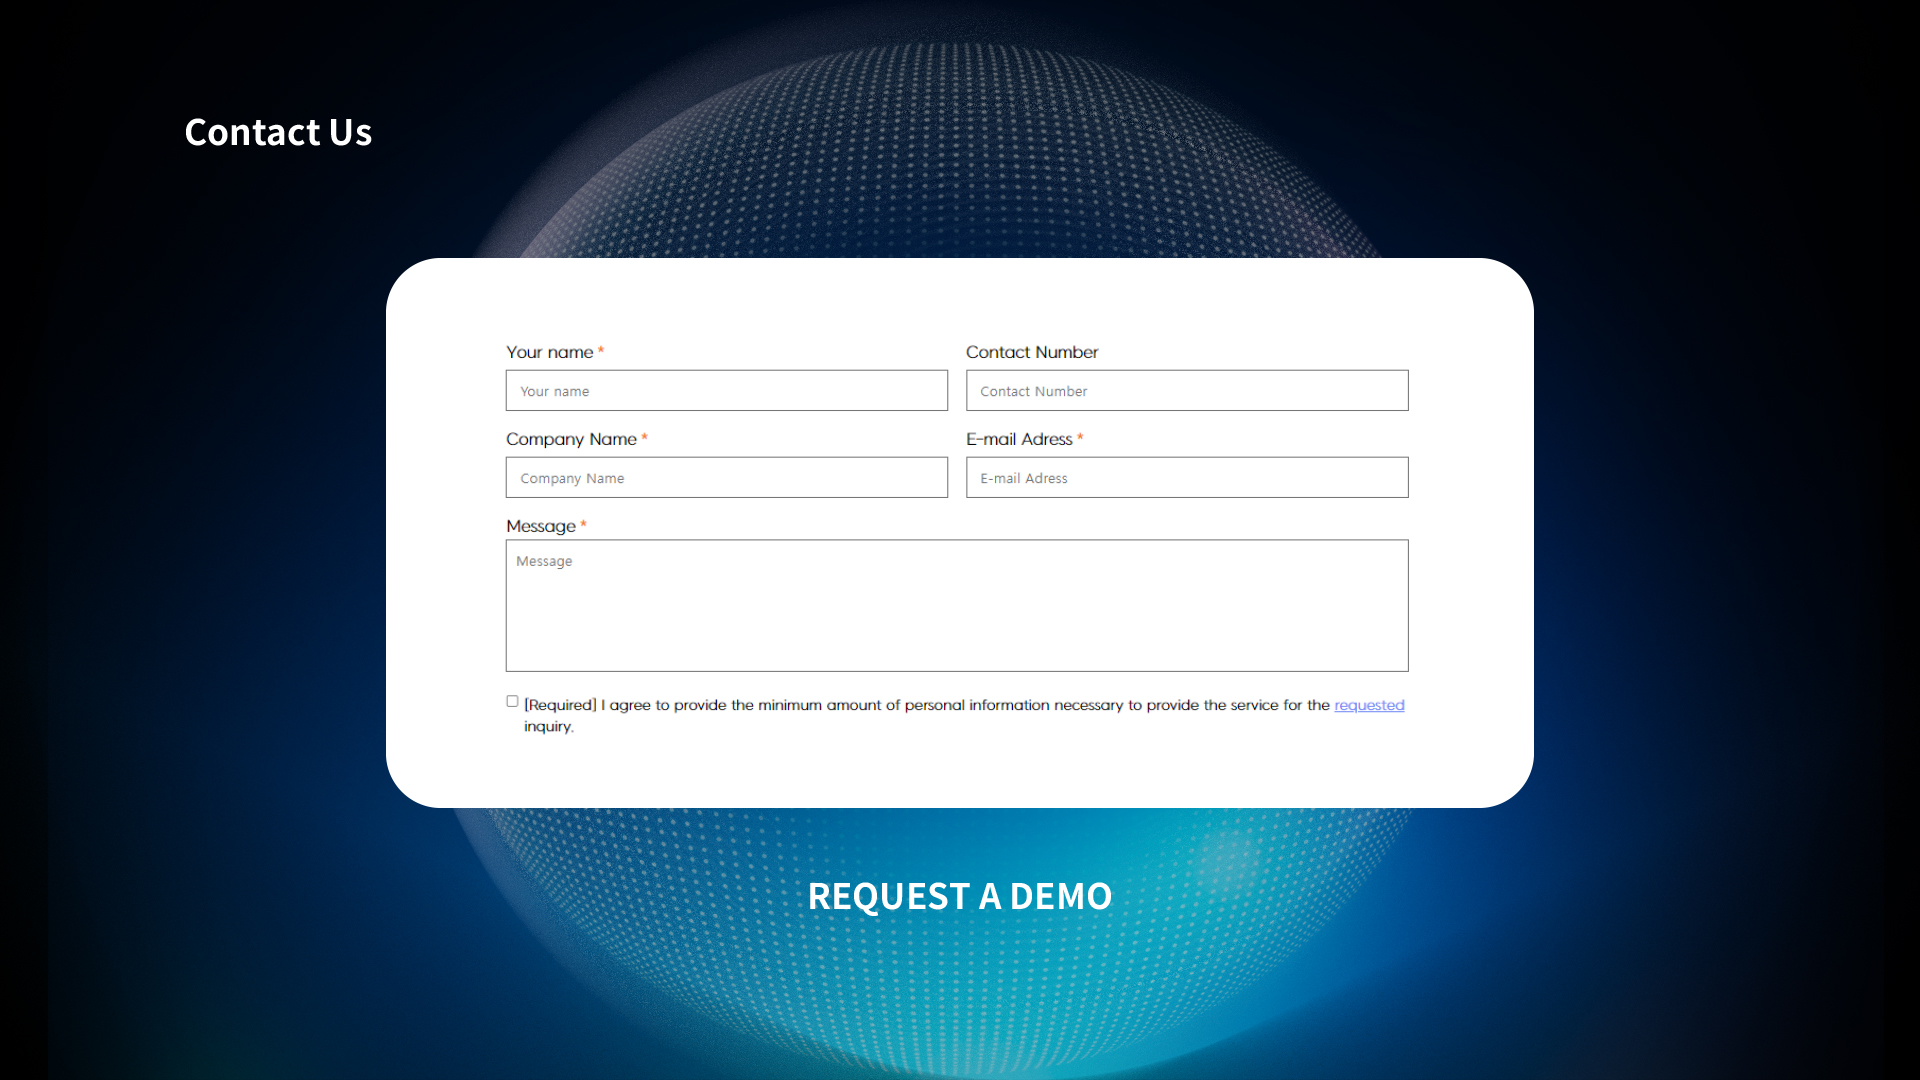 Contact Us
Your name *
Contact Number
Your name
Contact Number
Company Name *
E-mail Adress *
Company Name
E-mail Adress
Message *
Message
[Required] I agree to provide the minimum amount of personal information necessary to provide the service for the requested
inquiry.
REQUEST A DEMO